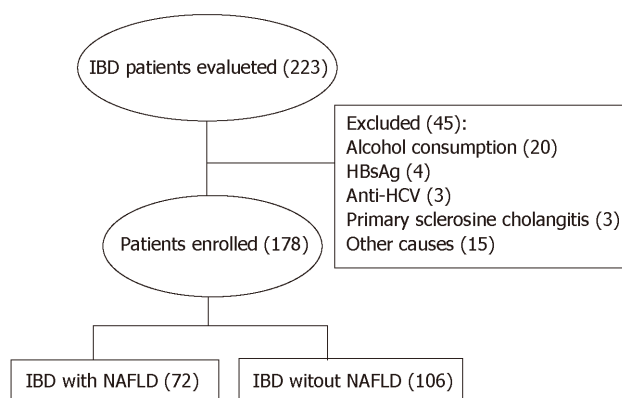 IBD patients evalueted (223)
Excluded (45):
Alcohol consumption (20)
HBsAg (4)
Anti-HCV (3)
Primary sclerosine cholangitis (3)
Other causes (15)
Patients enrolled (178)
IBD with NAFLD (72)
IBD witout NAFLD (106)